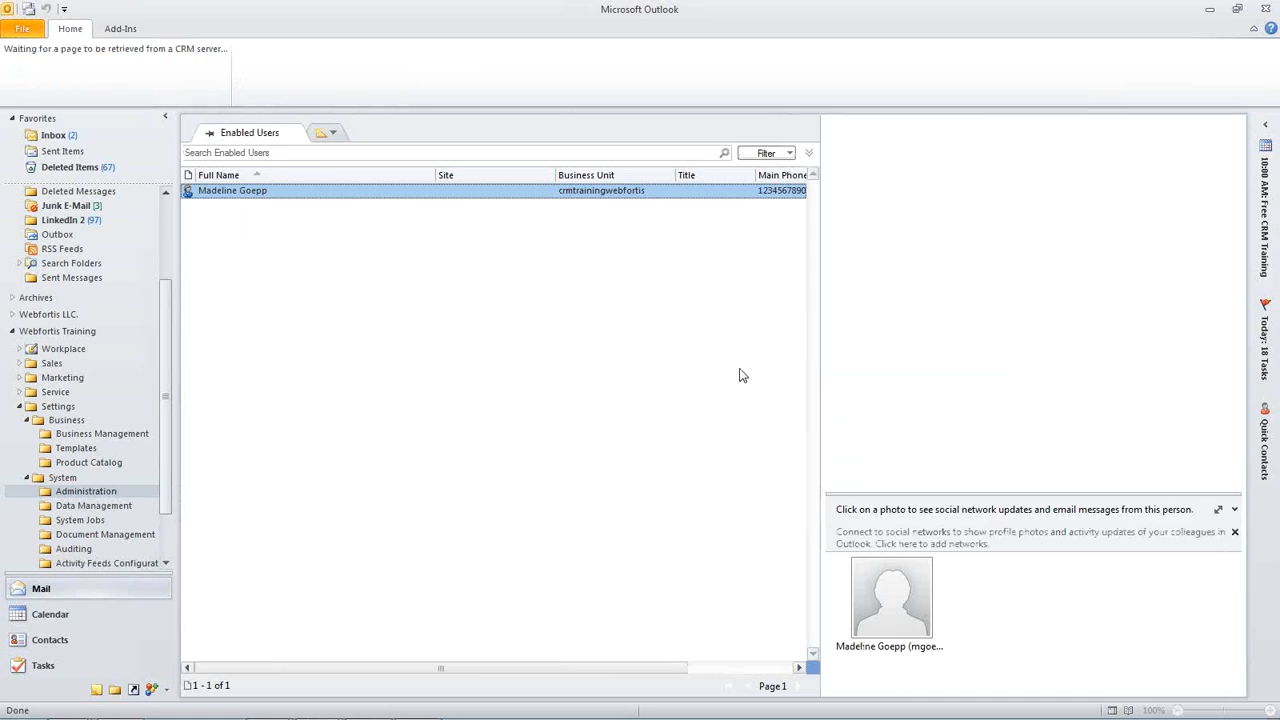 Microsoft Outlook
File
Home
Add-Ins
Waiting for a page to be retrieved from a CRM server...
Favorites
Inbox (2)
Sent Items
Deleted Items (67)
Deleted Messages
Junk E-Mail [3]
LinkedIn 2 (97)
Outbox
RSS Feeds
Search Folders
Sent Messages
Archives
Webfortis LLC.
Webfortis Training
Workplace
Sales
Marketing
Service
Settings
Business
Business Management
Templates
Product Catalog
System
Administration
Data Management
System Jobs
Document Management
Auditing
Activity Feeds Configurat
Mail
Calendar
Contacts
Tasks
Enabled Users
Search Enabled Users
Filter
Full Name Site Business Unit Title Main Phone
Madeline Goepp crmtrainingwebfortis 1234567890
1 - 1 of 1
Page1
Click on a photo to see social network updates and email messages from this person.
Connect to social networks to show profile photos and activity updates of your colleagues in
Outlook. Click here to add networks.
Madeline Goepp (mgoe...
10:00 AM: Free CRM Training
Today: 18 Tasks
Quick Contacts
Done
100%